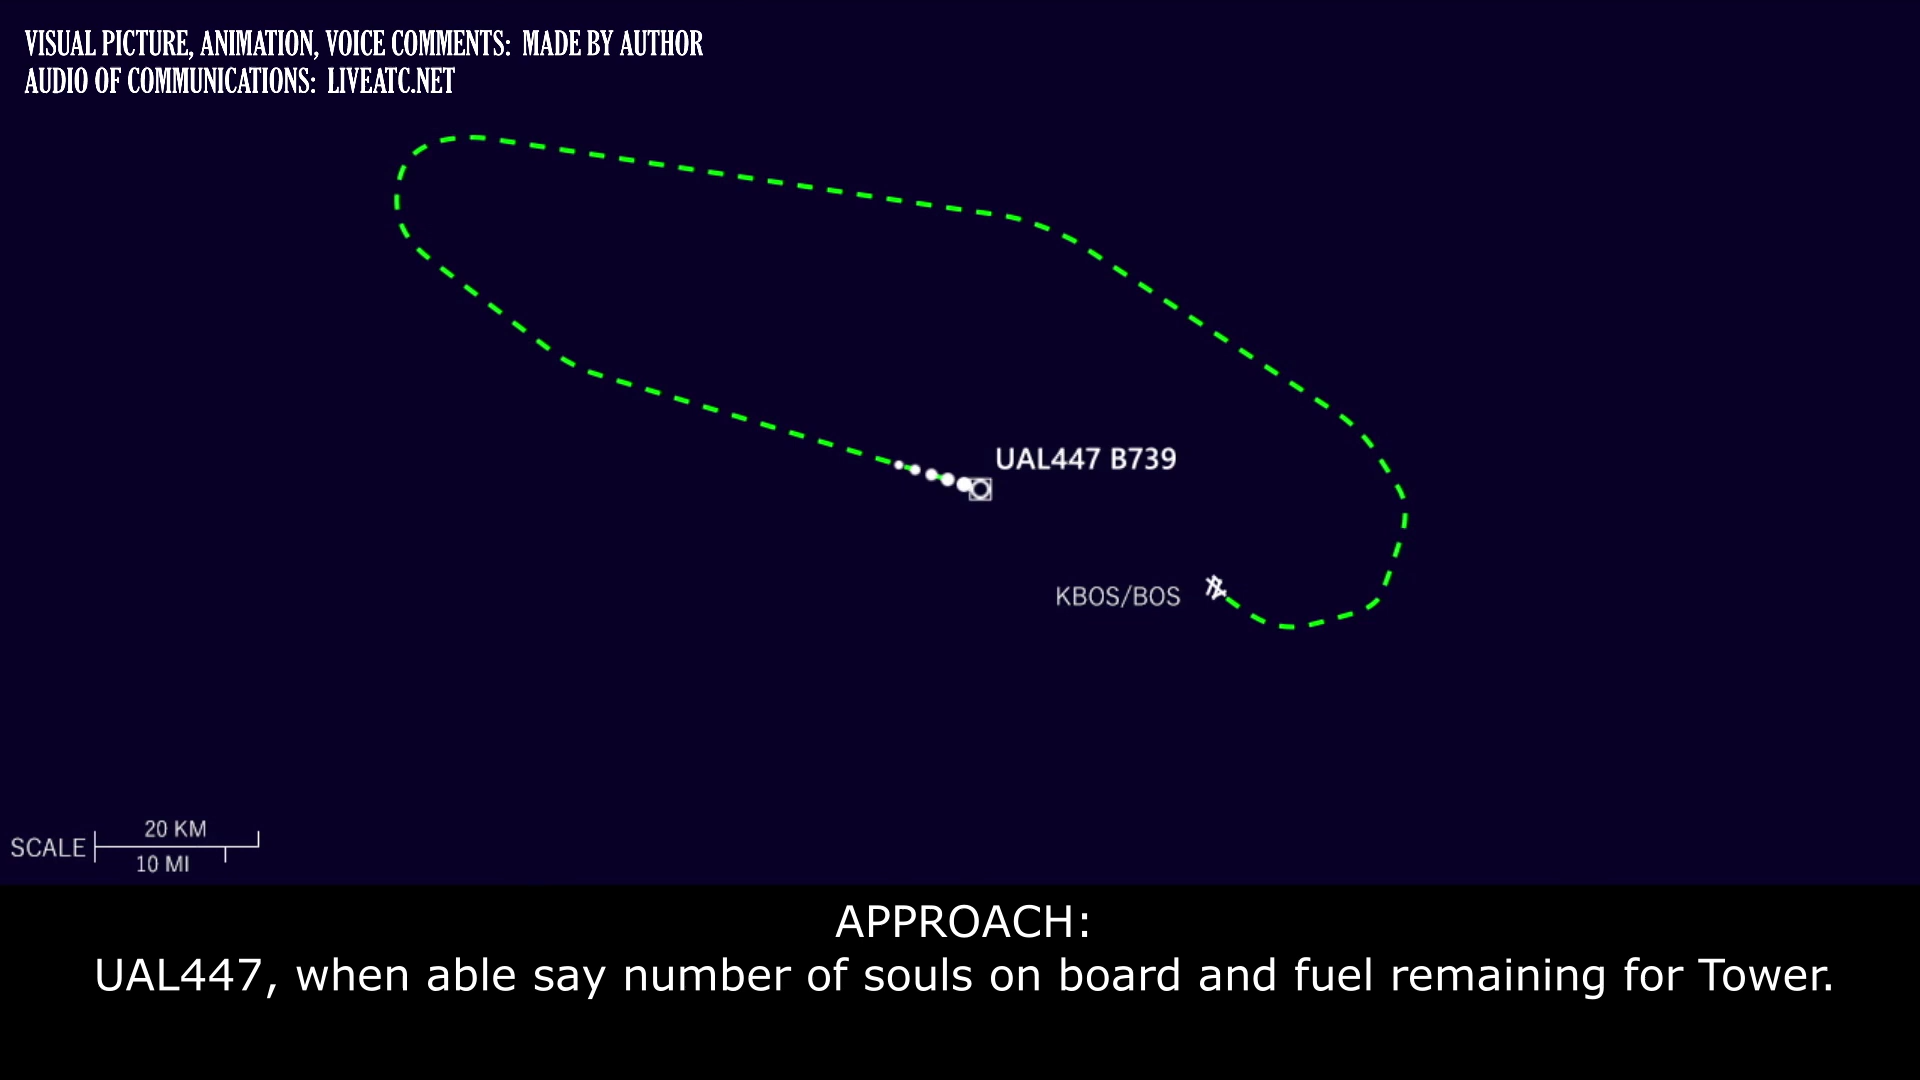 VISUAL PICTURE, ANIMATION, VOICE COMMENTS: MADE BY AUTHOR
AUDIO OF COMMUNICATIONS: LIVEATC.NET
UAL447 B739
KBOS/BOS
20 KM
SCALE
10 MI
APPROACH:
UAL447, when able say number of souls on board and fuel remaining for Tower.